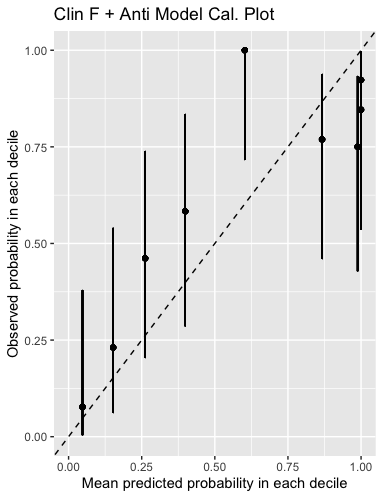 Clin F + Anti Model Cal. Plot
Observed probability in each decile
1.00
0.75
0.50
0.25
0.00
0.00 0.25 0.50 0.75 1.00
Mean predicted probability in each decile